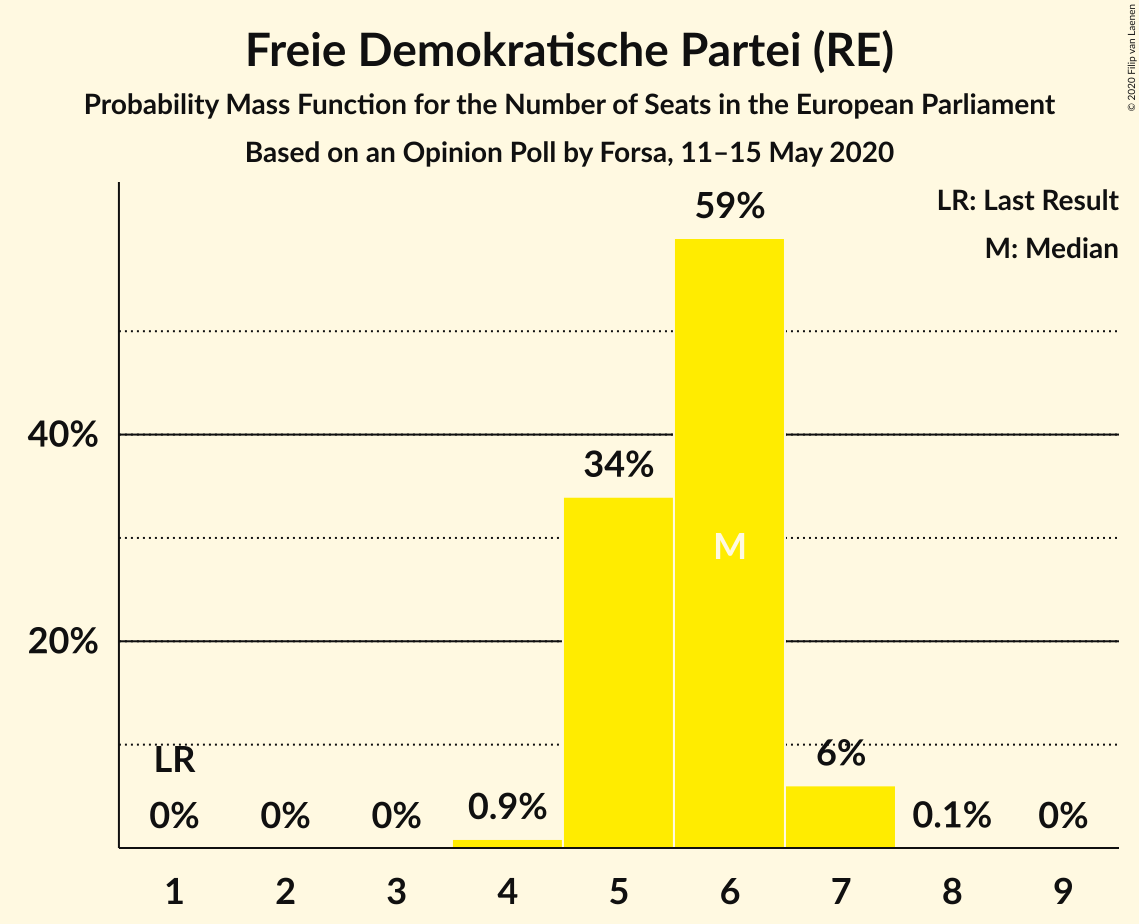 Freie Demokratische Partei (RE)
Probability Mass Function for the Number of Seats in the European Parliament
Based on an Opinion Poll by Forsa, 11–15 May 2020
© 2020 Filip van Laenen
LR: Last Result
M: Median
59%
40%
34%
M
20%
LR
6%
0% 0% 0% 0.9% 0.1% 0%
1 2 3 4 5 6 7 8 9